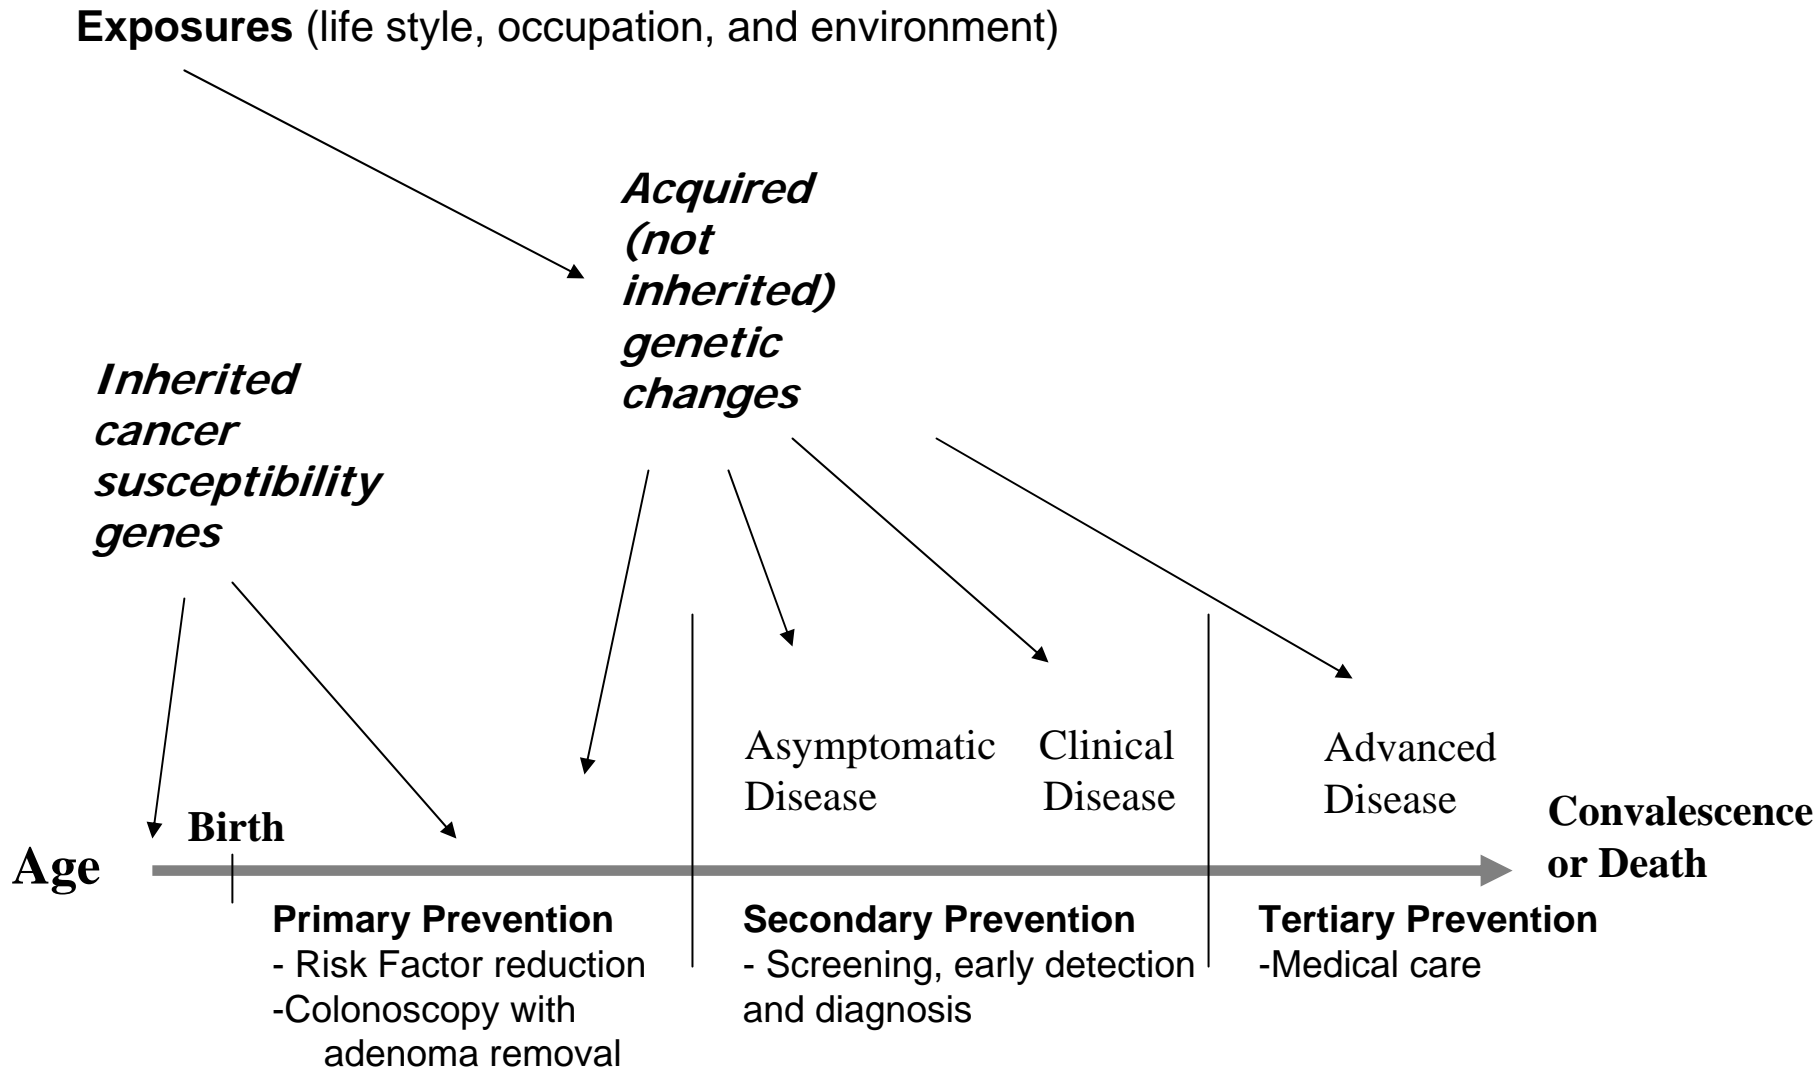 Exposures (life style, occupation, and environment)
Acquired
(not
inherited)
genetic
changes
Inherited
cancer
susceptibility
genes
Asymptomatic
Disease
Clinical
Disease
Advanced
Disease
Convalescence
or Death
Birth
Age
Primary Prevention
- Risk Factor reduction
-Colonoscopy with
adenoma removal
Secondary Prevention
- Screening, early detection
and diagnosis
Tertiary Prevention
-Medical care